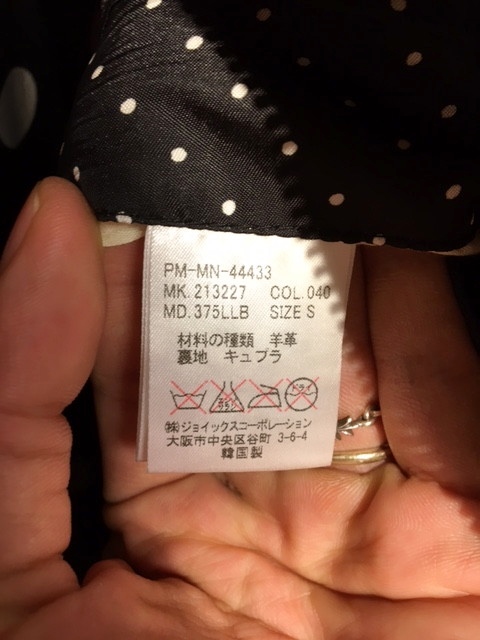 PM-MN-44433
MK. 213227 COL. 040
MD. 375LLB SIZE S
材料の種類 羊革
裏地 キュプラ
ドライ
㈱ジョイックスコーポレーション
大阪市中央区谷町 3-6-4
韓国製